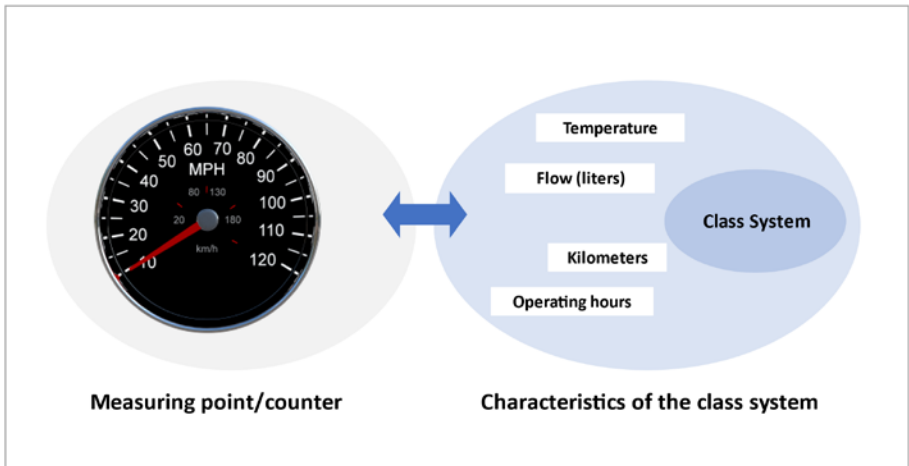 60
70
50
80
MPH
40
90
80
130
30
100
20
180
20
110
km/h
10
120
Temperature
Flow (liters)
Class System
Kilometers
Operating hours
Measuring point/counter
Characteristics of the class system